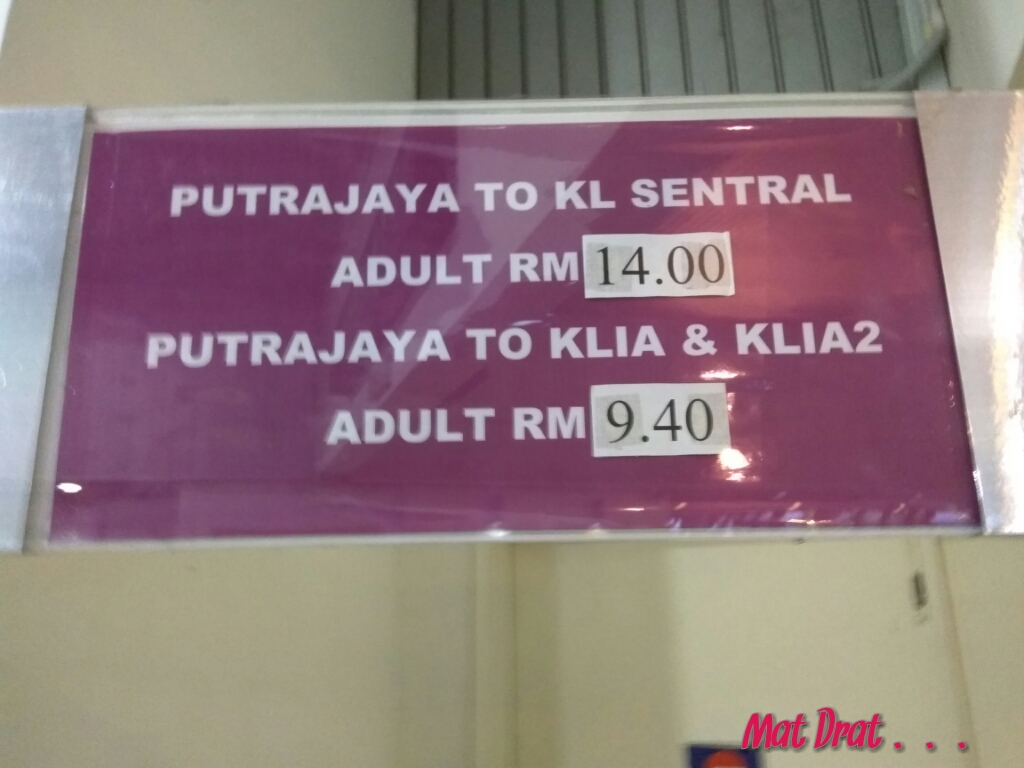 PUTRAJAYA TO KL SENTRAL
ADULT RM 14.00
PUTRAJAYA TO KLIA & KLIA2
ADULT RM 9.40
Mat Drat . . .